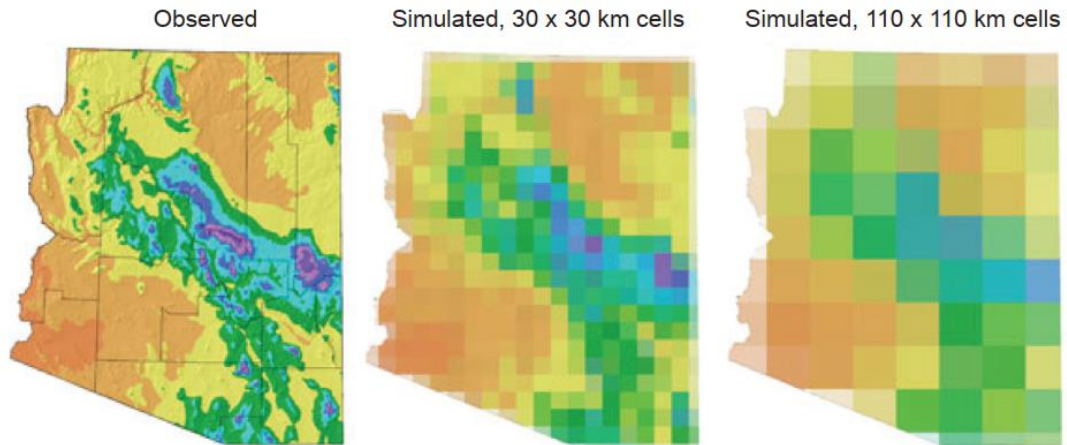 Observed
Simulated, 30 x 30 km cells
Simulated, 110 x 110 km cells